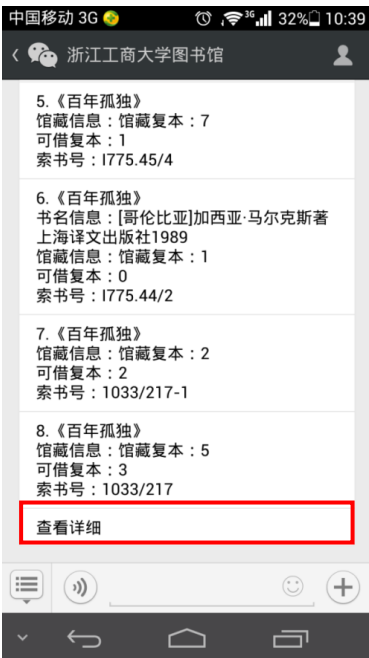 中国移动 3G 3G 32% 10:39
浙江工商大学图书馆
5.《百年孤独》
馆藏信息：馆藏复本：7
可借复本：1
索书号：I775.45/4
6.《百年孤独》
书名信息：[哥伦比亚]加西亚·马尔克斯著
上海译文出版社1989
馆藏信息：馆藏复本：1
可借复本：0
索书号：I775.44/2
7.《百年孤独》
馆藏信息：馆藏复本：2
可借复本：2
索书号：1033/217-1
8.《百年孤独》
馆藏信息：馆藏复本：5
可借复本：3
索书号：1033/217
查看详细